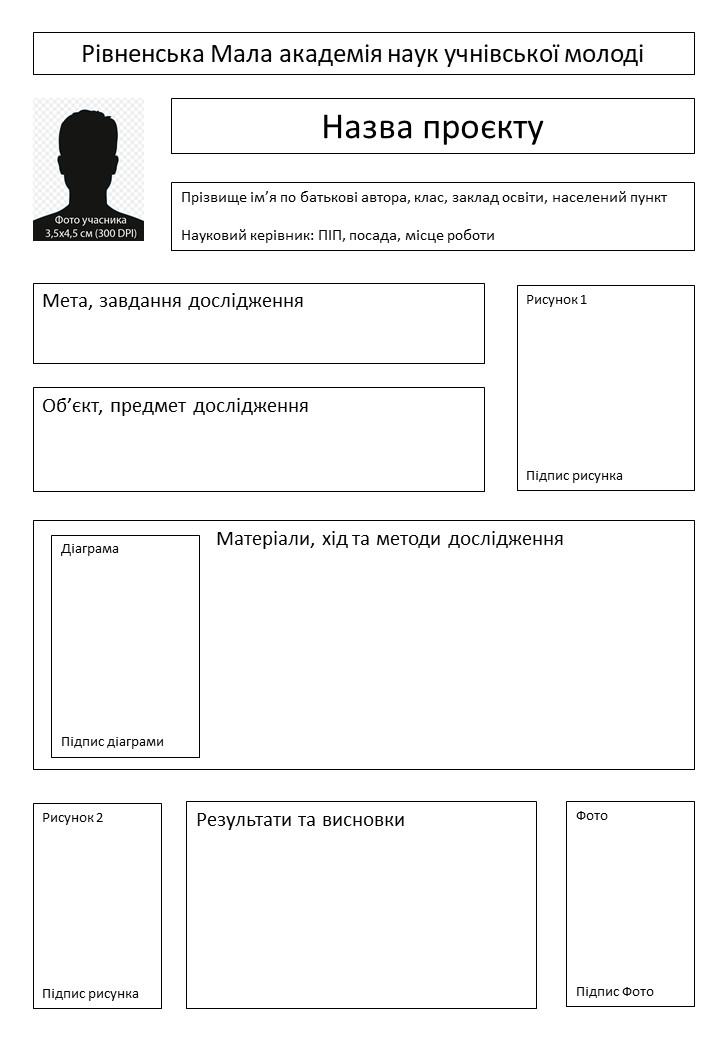 Рівненська Мала академія наук учнівської молоді
Фото учасника
3,5х4,5 см (300 DPI)
Назва проєкту
Прізвище ім’я по батькові автора, клас, заклад освіти, населений пункт
Науковий керівник: ПІП, посада, місце роботи
Мета, завдання дослідження
Рисунок 1
Об’єкт, предмет дослідження
Підпис рисунка
Матеріали, хід та методи дослідження
Діаграма
Підпис діаграми
Рисунок 2
Підпис рисунка
Результати та висновки
Фото
Підпис Фото